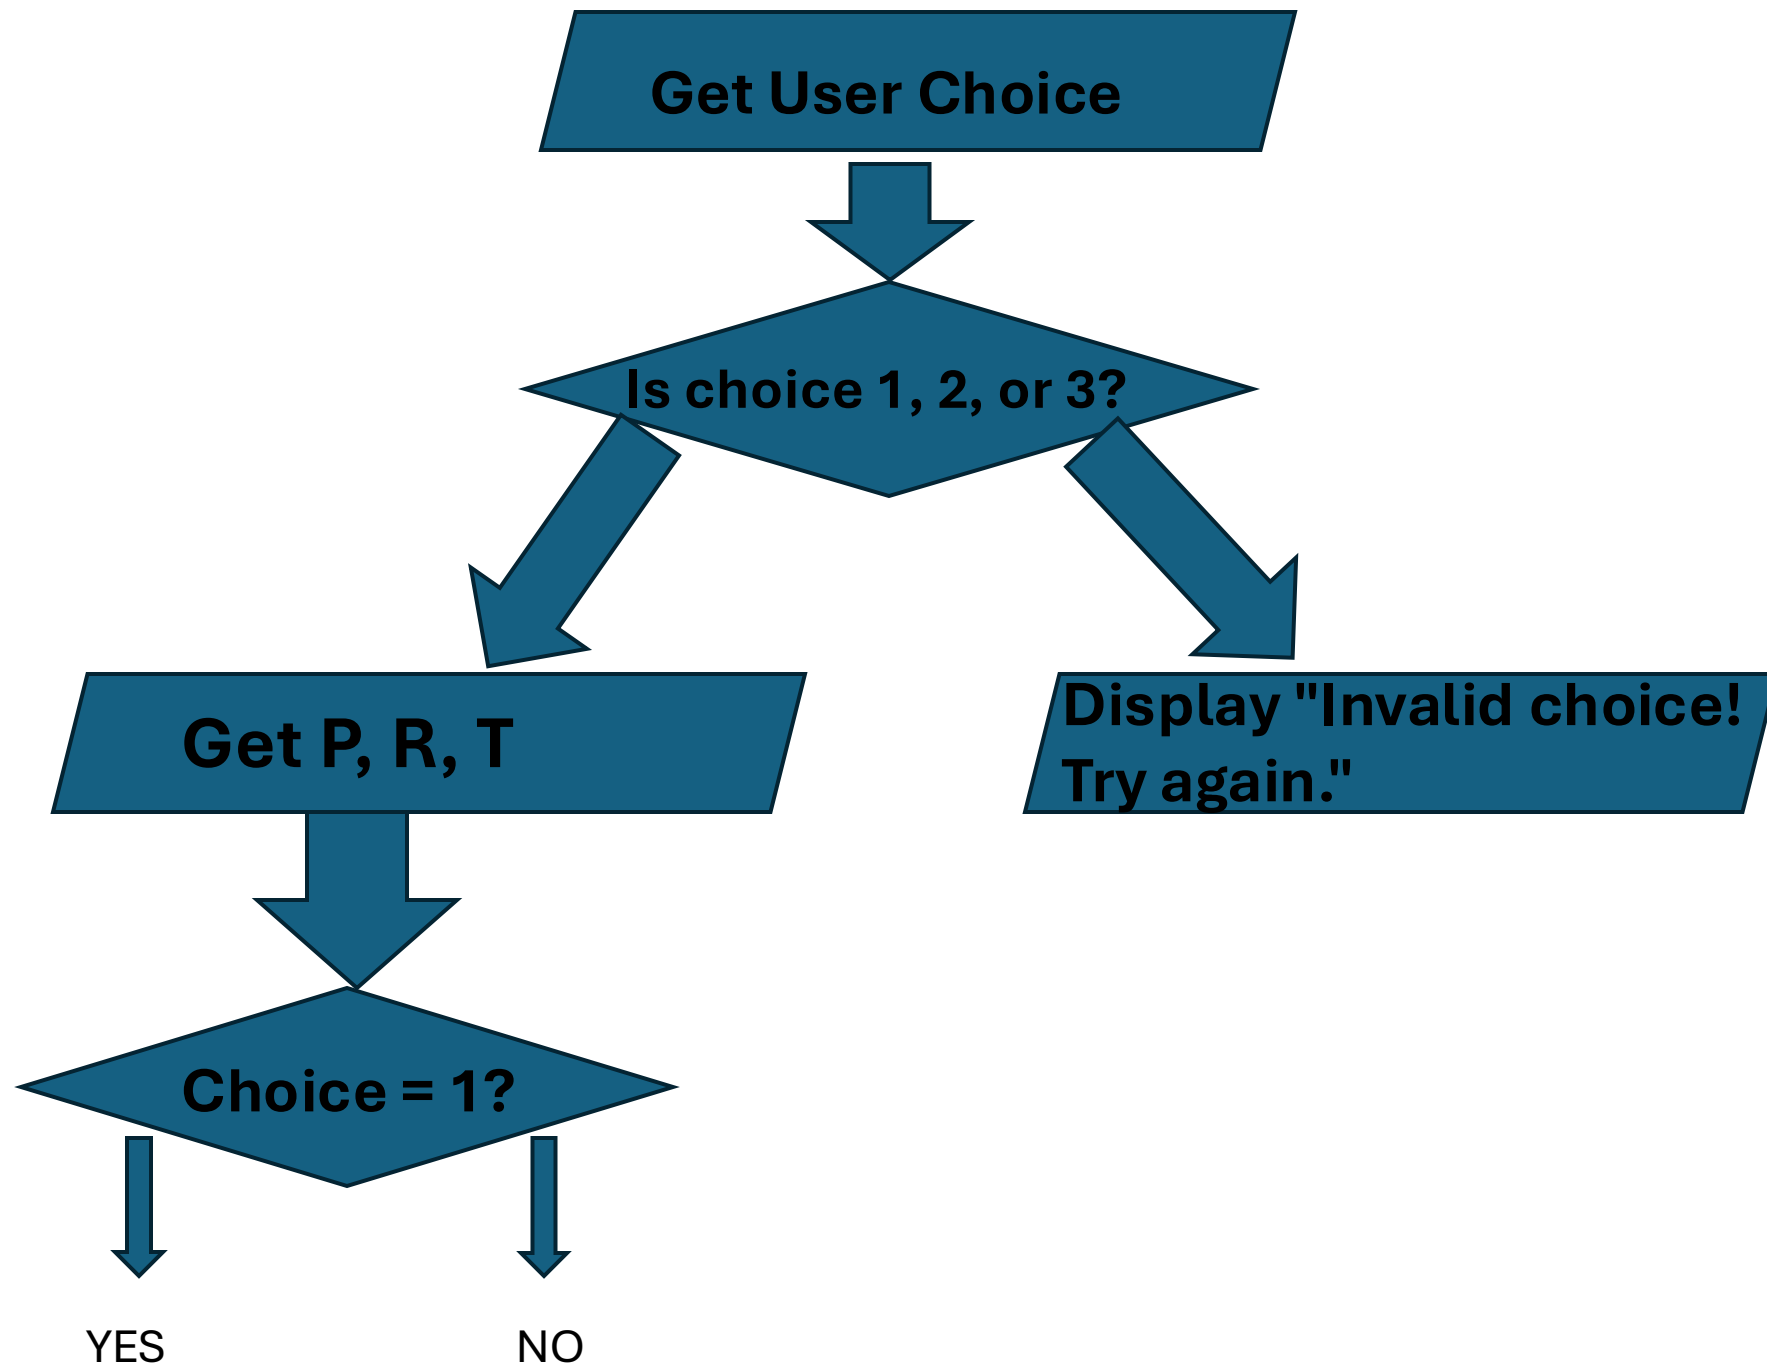 Get User Choice
Is choice 1, 2, or 3?
Get P, R, T
Display "Invalid choice!
Try again."
Choice = 1?
YES
NO